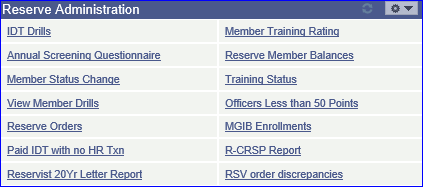 Reserve Administration
IDT Drills
Member Training Rating
Annual Screening Questionnaire
Reserve Member Balances
Member Status Change
Training Status
View Member Drills
Officers Less than 50 Points
Reserve Orders
MGIB Enrollments
Paid IDT with no HR Txn
R-CRSP Report
Reservist 20Yr Letter Report
RSV order discrepancies